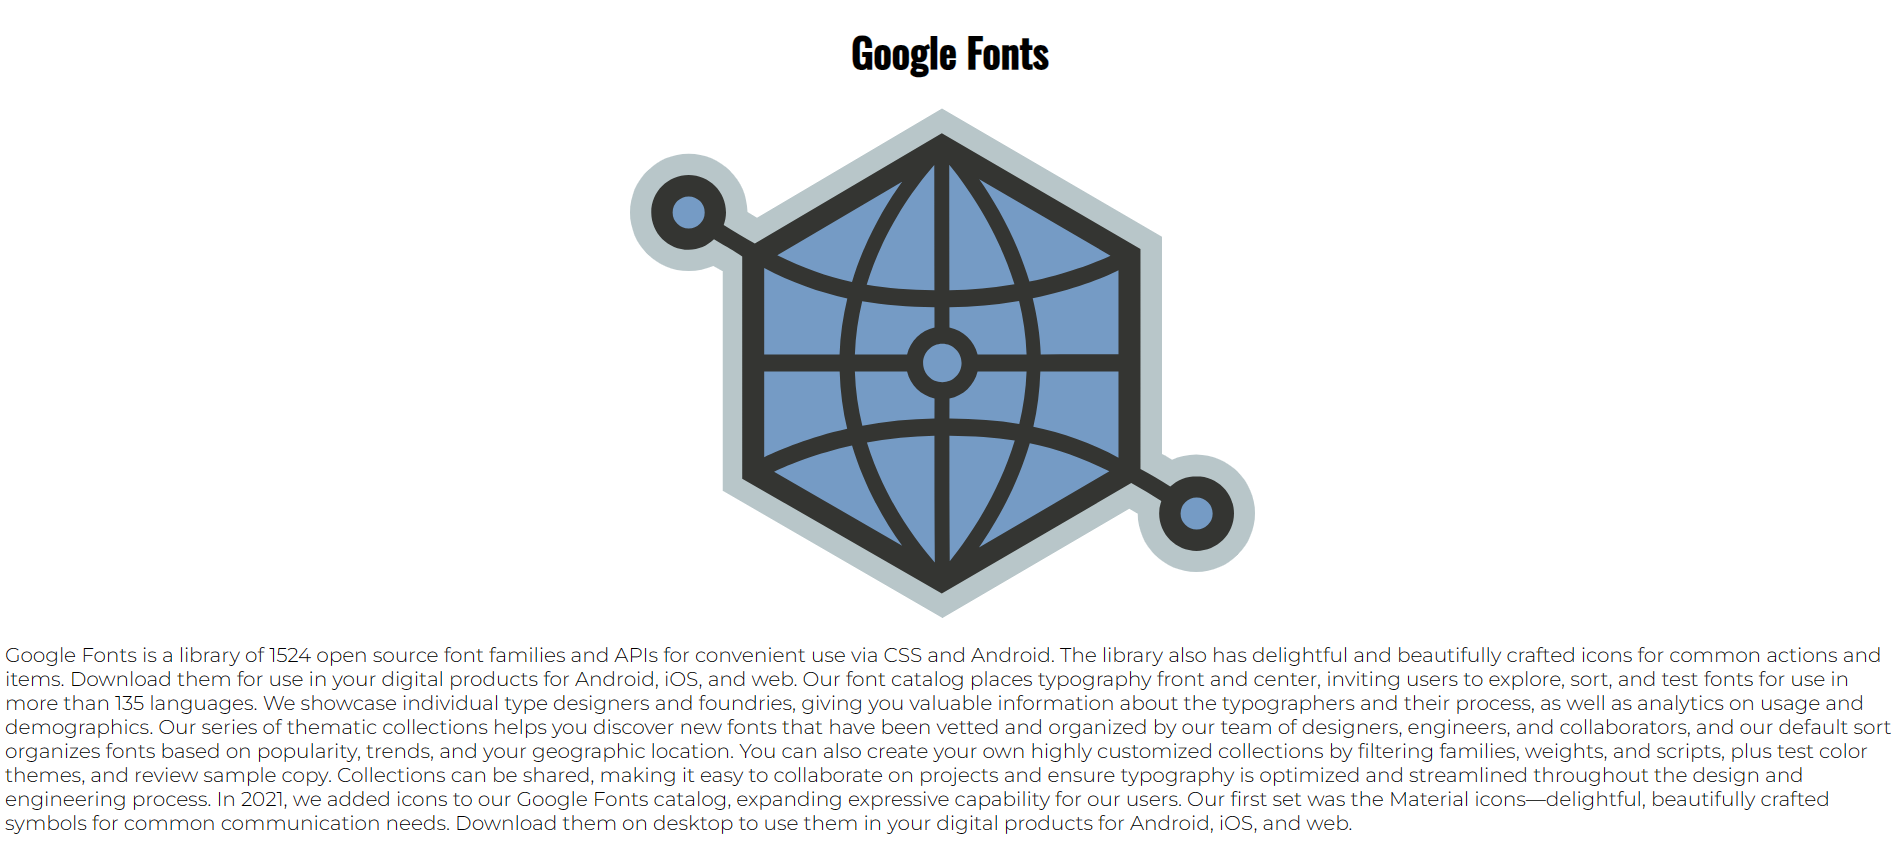 Google Fonts
Google Fonts is a library of 1524 open source font families and APIs for convenient use via CSS and Android. The library also has delightful and beautifully crafted icons for common actions and
items. Download them for use in your digital products for Android, iOS, and web. Our font catalog places typography front and center, inviting users to explore, sort, and test fonts for use in
more than 135 languages. We showcase individual type designers and foundries, giving you valuable information about the typographers and their process, as well as analytics on usage and
demographics. Our series of thematic collections helps you discover new fonts that have been vetted and organized by our team of designers, engineers, and collaborators, and our default sort
organizes fonts based on popularity, trends, and your geographic location. You can also create your own highly customized collections by filtering families, weights, and scripts, plus test color
themes, and review sample copy. Collections can be shared, making it easy to collaborate on projects and ensure typography is optimized and streamlined throughout the design and
engineering process. In 2021, we added icons to our Google Fonts catalog, expanding expressive capability for our users. Our first set was the Material icons—delightful, beautifully crafted
symbols for common communication needs. Download them on desktop to use them in your digital products for Android, iOS, and web.